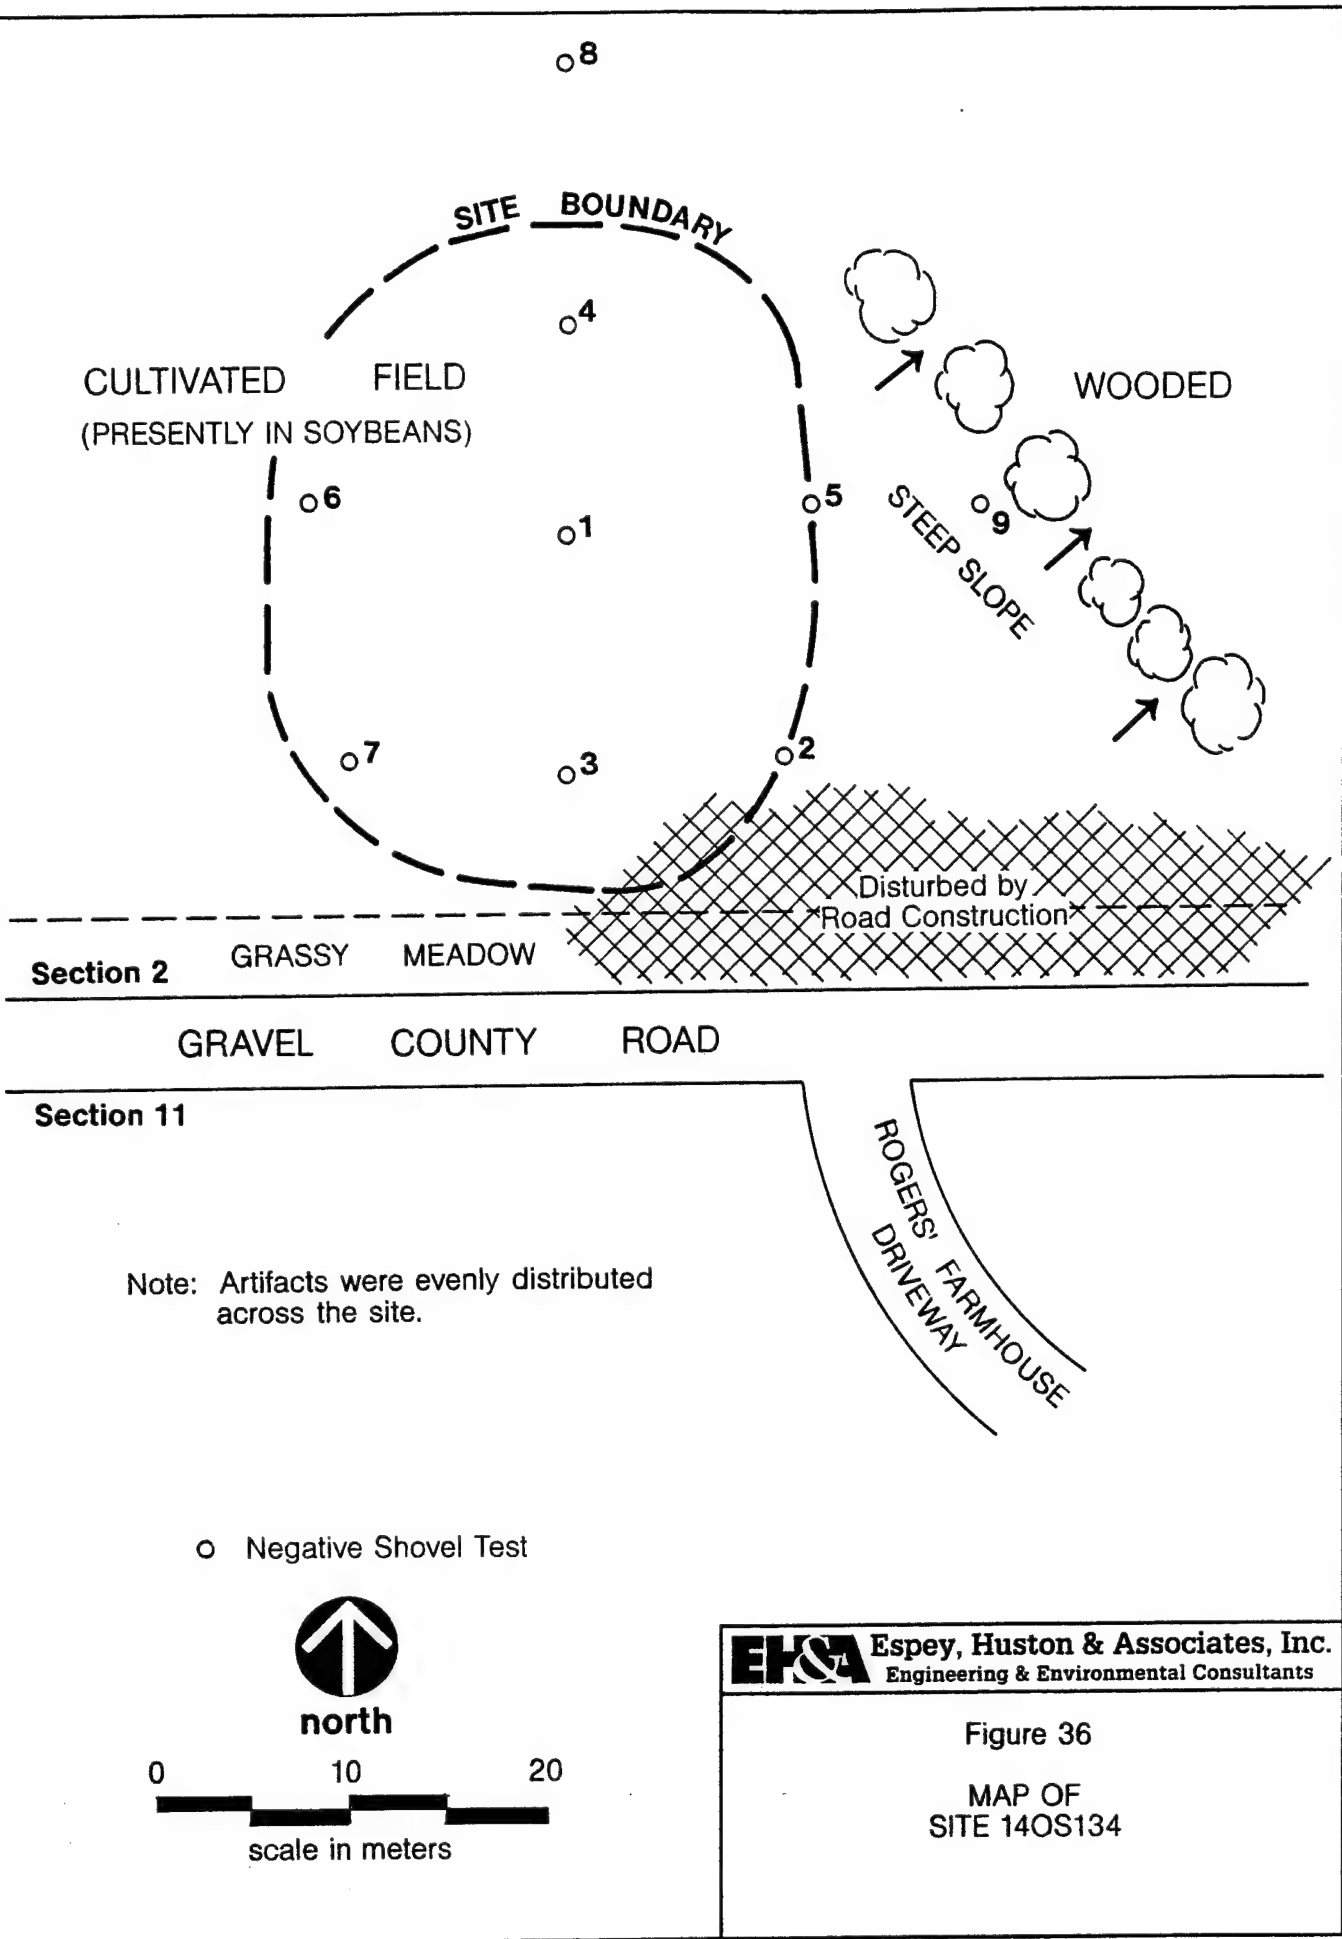 8
SITE BOUNDARY
4
CULTIVATED FIELD
(PRESENTLY IN SOYBEANS)
WOODED
6
1
5
9
STEEP SLOPE
7
3
2
Disturbed by
Road Construction
GRASSY MEADOW
Section 2
GRAVEL COUNTY ROAD
Section 11
ROGERS' FARMHOUSE
DRIVEWAY
Note: Artifacts were evenly distributed
across the site.
Negative Shovel Test
north
0 10 20
scale in meters
EH&A Espey, Huston & Associates, Inc.
Engineering & Environmental Consultants
Figure 36
MAP OF
SITE 14OS134